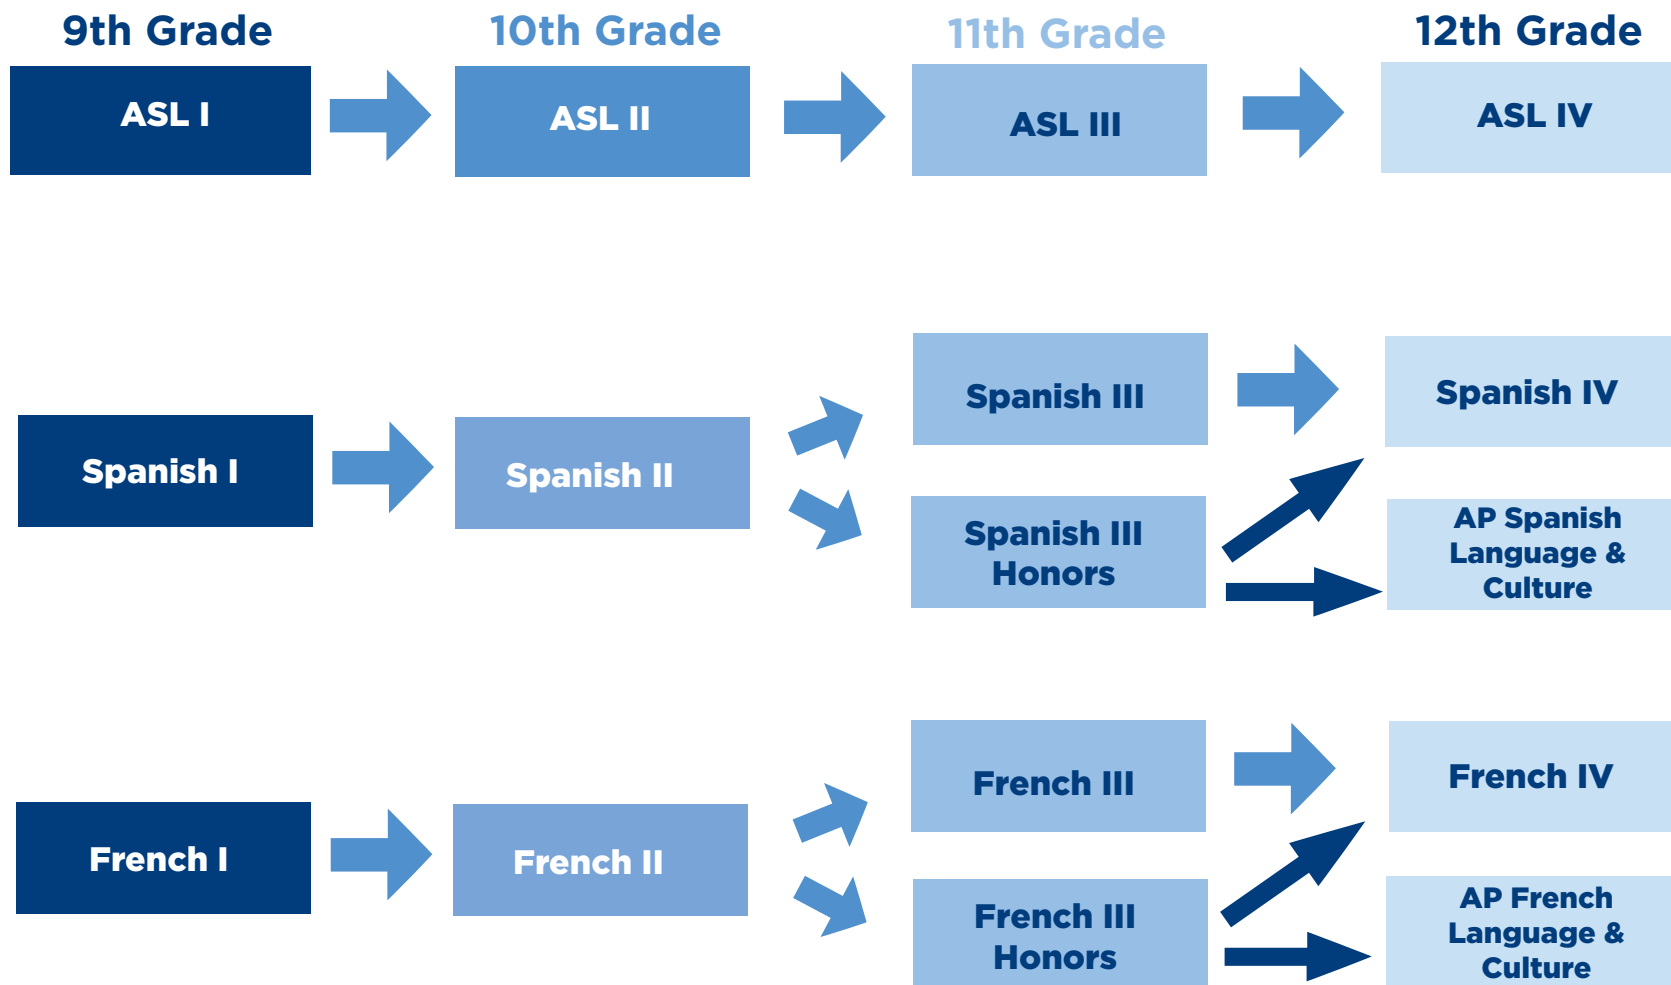 9th Grade
10th Grade
11th Grade
12th Grade
ASL I
ASL II
ASL III
ASL IV
Spanish I
Spanish II
Spanish III
Spanish IV
Spanish III
Honors
AP Spanish
Language &
Culture
French I
French II
French III
French IV
French III
Honors
AP French
Language &
Culture